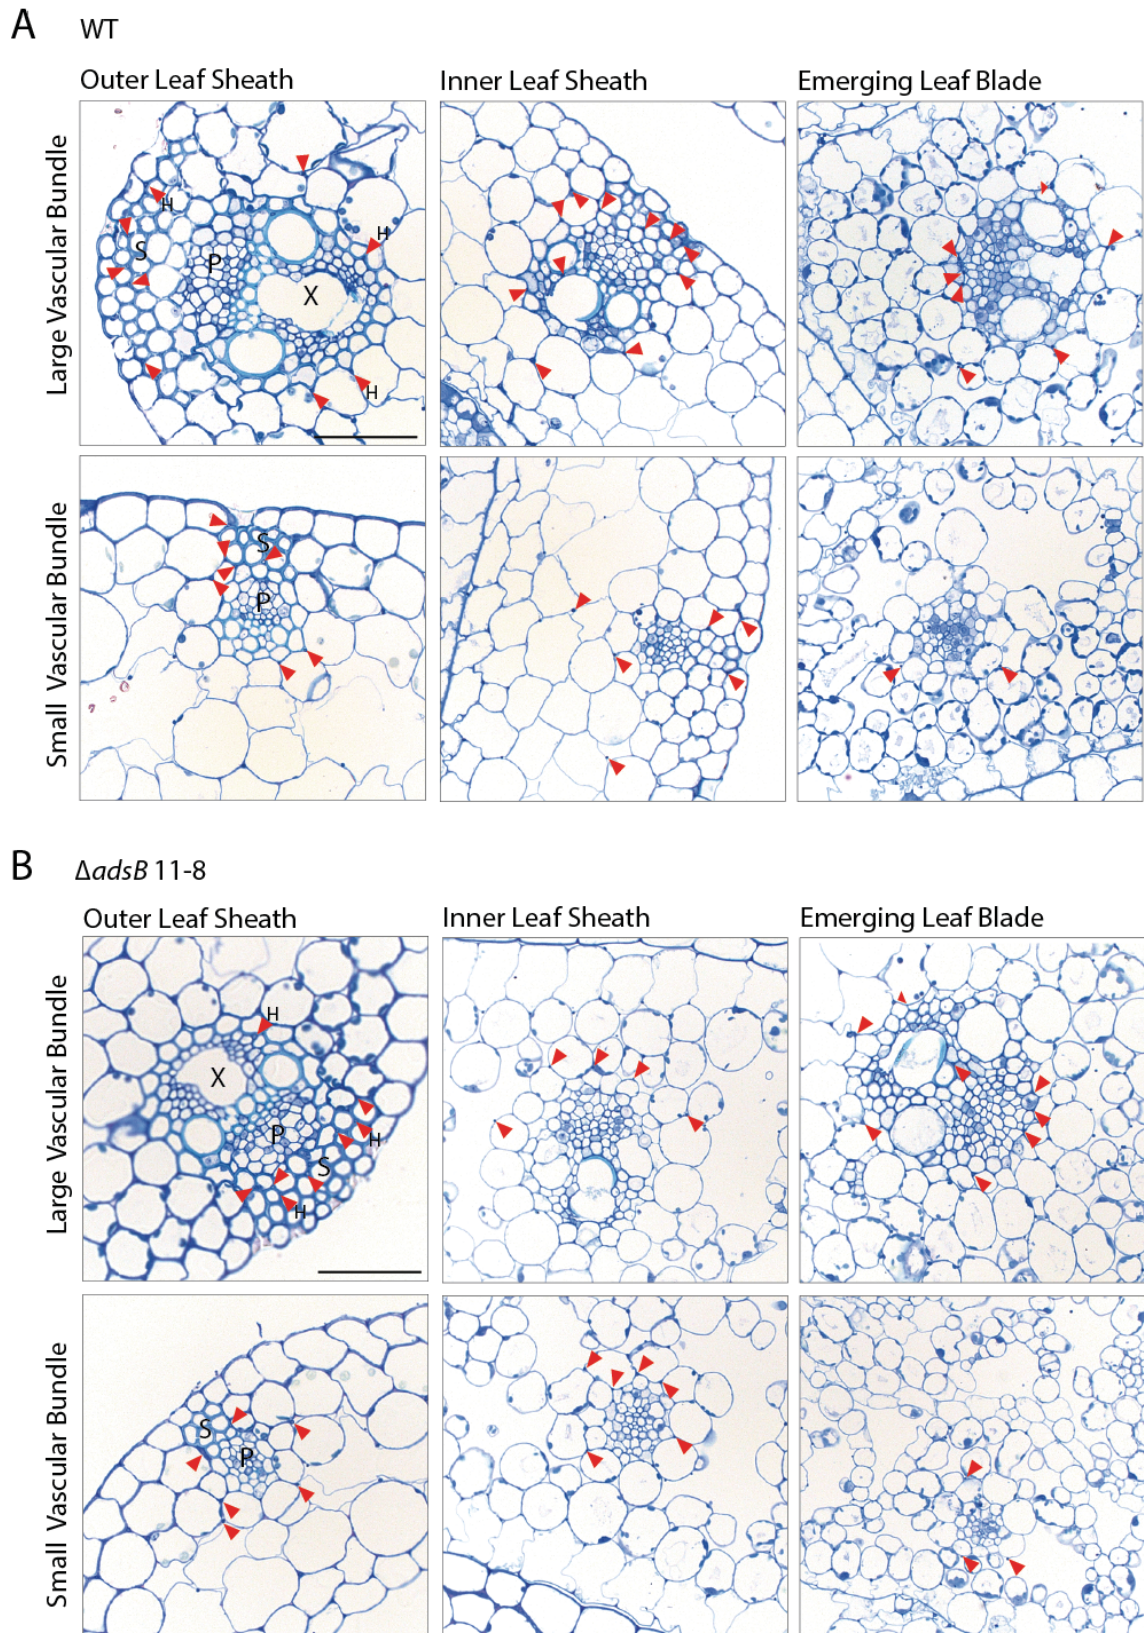 A WT
Outer Leaf Sheath Inner Leaf Sheath Emerging Leaf Blade
Large Vascular Bundle
H
H
S
P
X
H
Small Vascular Bundle
S
P
B ΔadsB 11-8
Outer Leaf Sheath Inner Leaf Sheath Emerging Leaf Blade
Large Vascular Bundle
H
X
P
H
S
H
Small Vascular Bundle
S
P